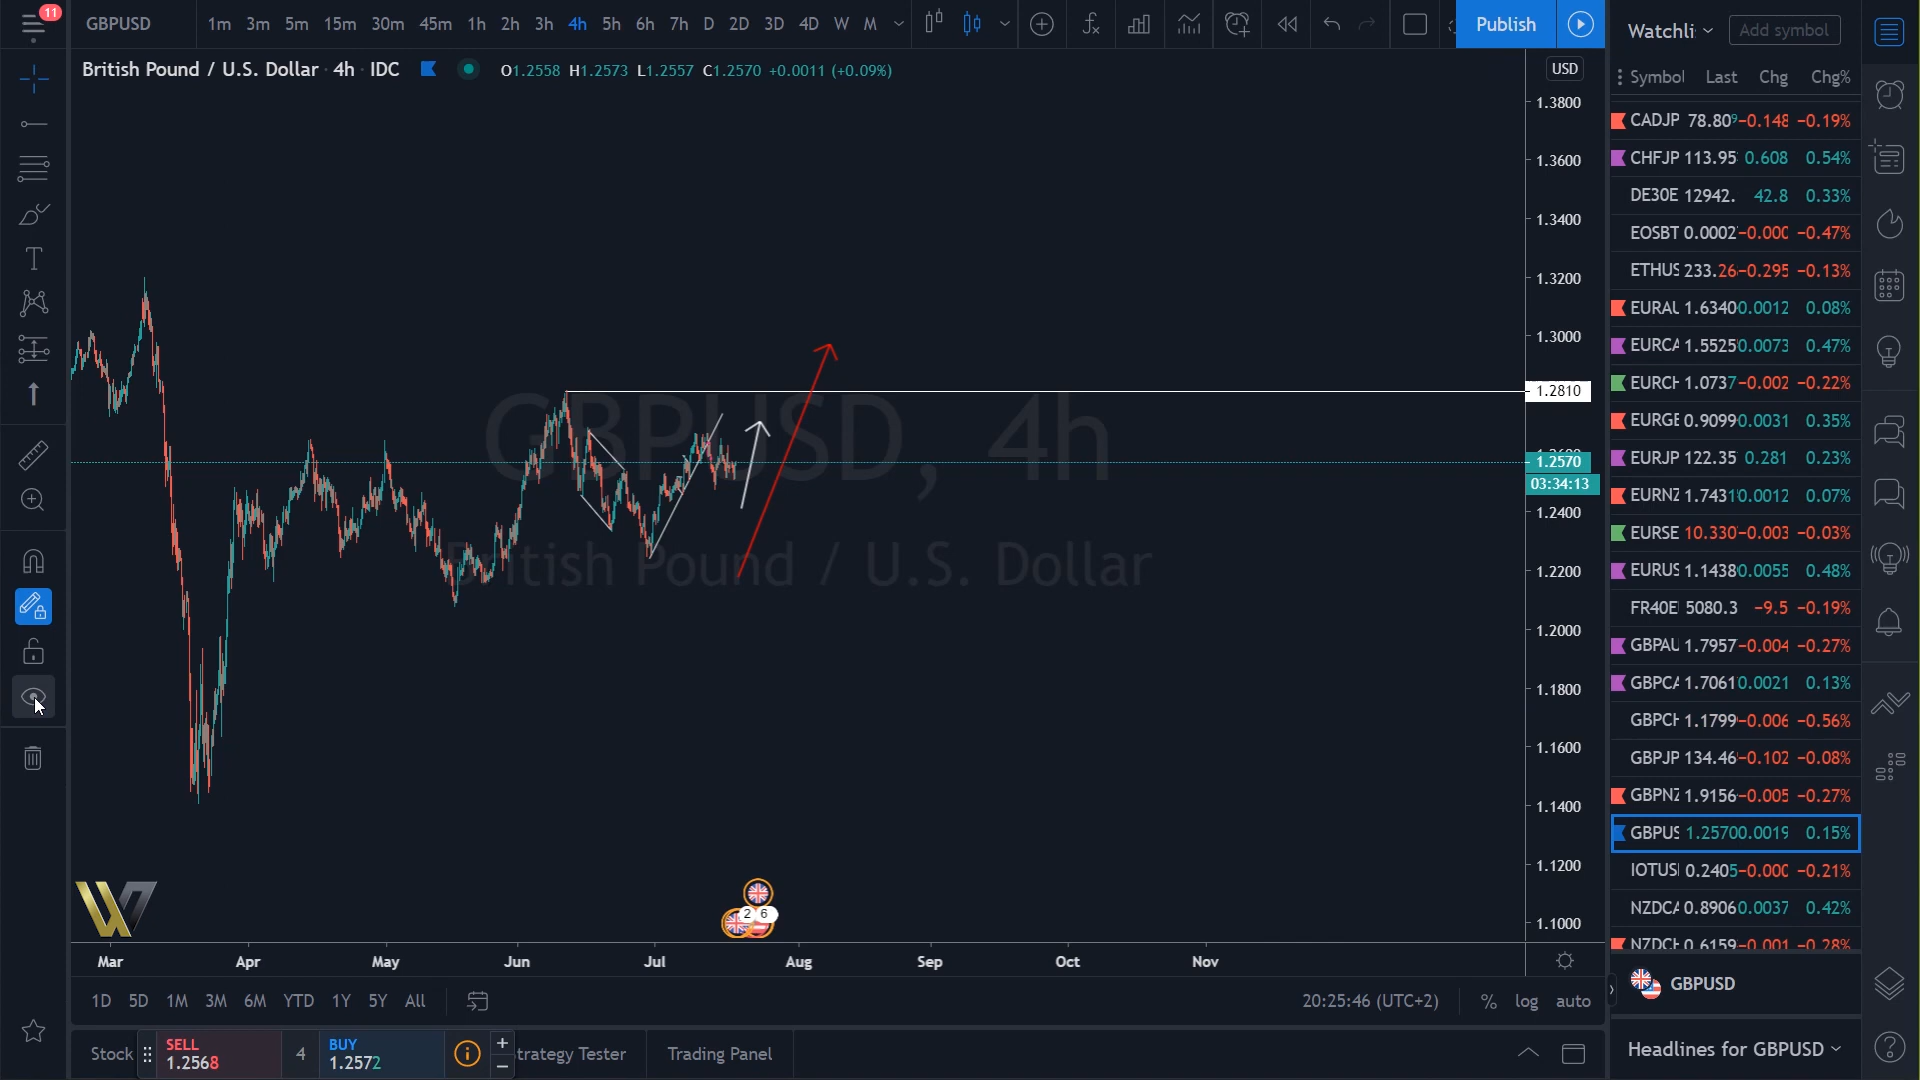 11
GBPUSD 1m 3m 5m 15m 30m 45m 1h 2h 3h 4h 5h 6h 7h D 2D 3D 4D W M
Publish
Watchli
Add symbol
British Pound / U.S. Dollar 4h IDC
O1.2558 H1.2573 L1.2557 C1.2570 +0.0011 (+0.09%)
USD
Symbol Last Chg Chg%
CADJP 78.809 −0.148 −0.19%
CHFJP 113.95 0.608 0.54%
DE30E 12942. 42.8 0.33%
EOSBT 0.0002 −0.000 −0.47%
ETHUS 233.26 −0.295 −0.13%
EURAU 1.6340 0.0012 0.08%
EURCA 1.5525 0.0073 0.47%
EURCH 1.0737 −0.002 −0.22%
EURGB 0.9099 0.0031 0.35%
EURJP 122.35 0.281 0.23%
EURNZ 1.7431 0.0012 0.07%
EURSE 10.330 −0.003 −0.03%
EURUS 1.1438 0.0055 0.48%
FR40E 5080.3 −9.5 −0.19%
GBPAU 1.7957 −0.004 −0.27%
GBPCA 1.7061 0.0021 0.13%
GBPCH 1.1799 −0.006 −0.56%
GBPJP 134.46 −0.102 −0.08%
GBPNZ 1.9156 −0.005 −0.27%
GBPUS 1.2570 0.0019 0.15%
IOTUS 0.2405 −0.000 −0.21%
NZDCA 0.8906 0.0037 0.42%
NZDCH 0.6159 −0.001 −0.28%
1.3800
1.3600
1.3400
1.3200
1.3000
1.2810
1.2570
03:34:13
1.2400
1.2200
1.2000
1.1800
1.1600
1.1400
1.1200
1.1000
GBPUSD, 4h
British Pound / U.S. Dollar
2 6
Mar Apr May Jun Jul Aug Sep Oct Nov
1D 5D 1M 3M 6M YTD 1Y 5Y All
20:25:46 (UTC+2) % log auto
GBPUSD
Headlines for GBPUSD
Stock
SELL
1.2568
4
BUY
1.2572
trategy Tester
Trading Panel